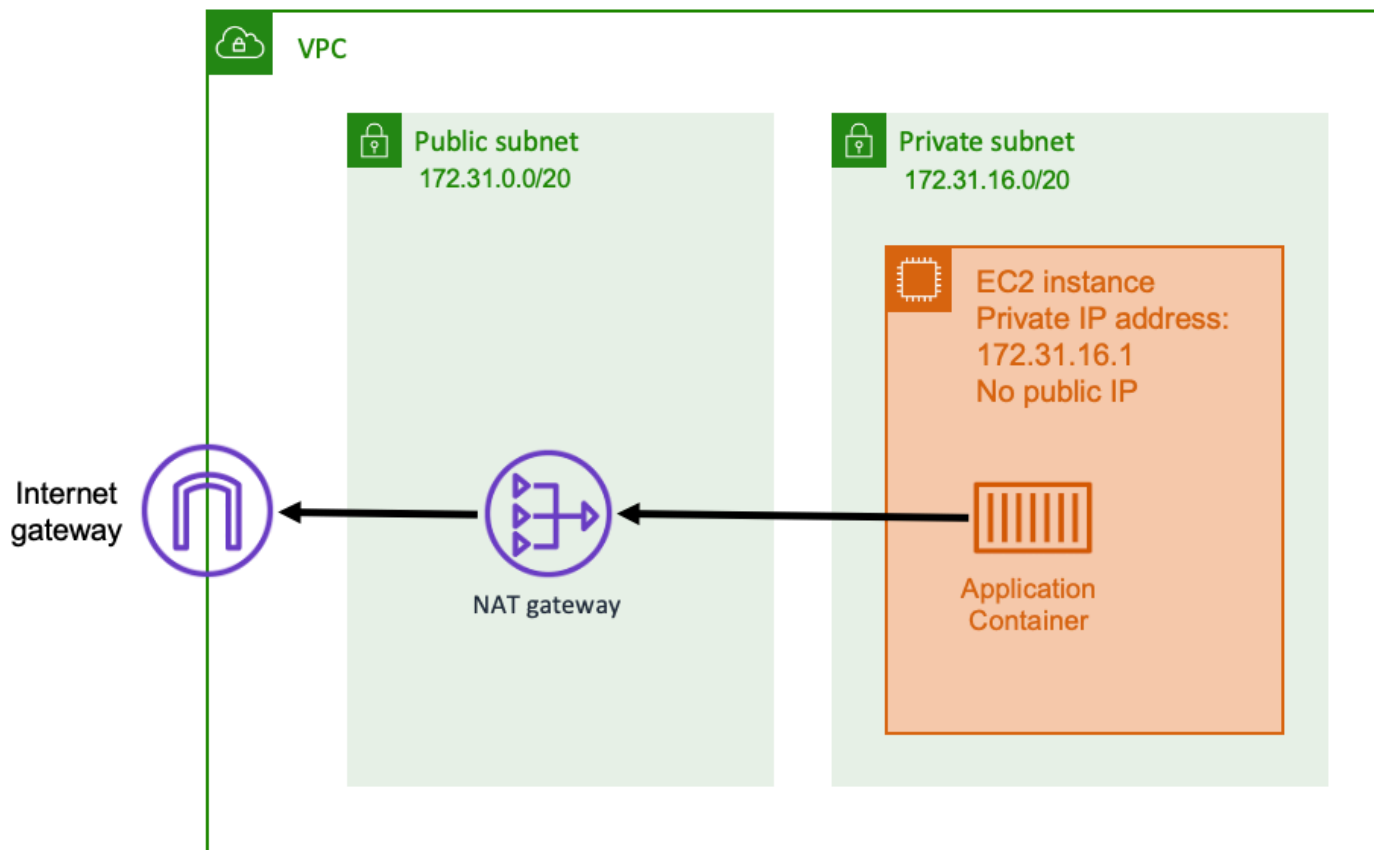 VPC
Public subnet
172.31.0.0/20
Private subnet
172.31.16.0/20
EC2 instance
Private IP address:
172.31.16.1
No public IP
Internet
gateway
NAT gateway
Application
Container